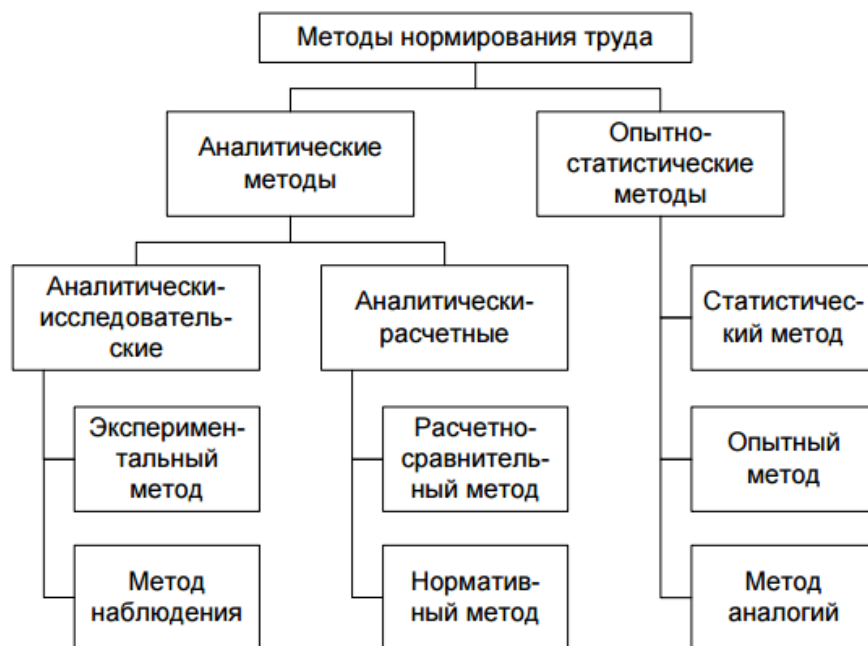 Методы нормирования труда
Аналитические
методы
Опытно-
статистические
методы
Аналитически-
исследователь-
ские
Аналитически-
расчетные
Статистичес-
кий метод
Эксперимен-
тальный
метод
Расчетно-
сравнитель-
ный метод
Опытный
метод
Метод
наблюдения
Норматив-
ный метод
Метод
аналогий